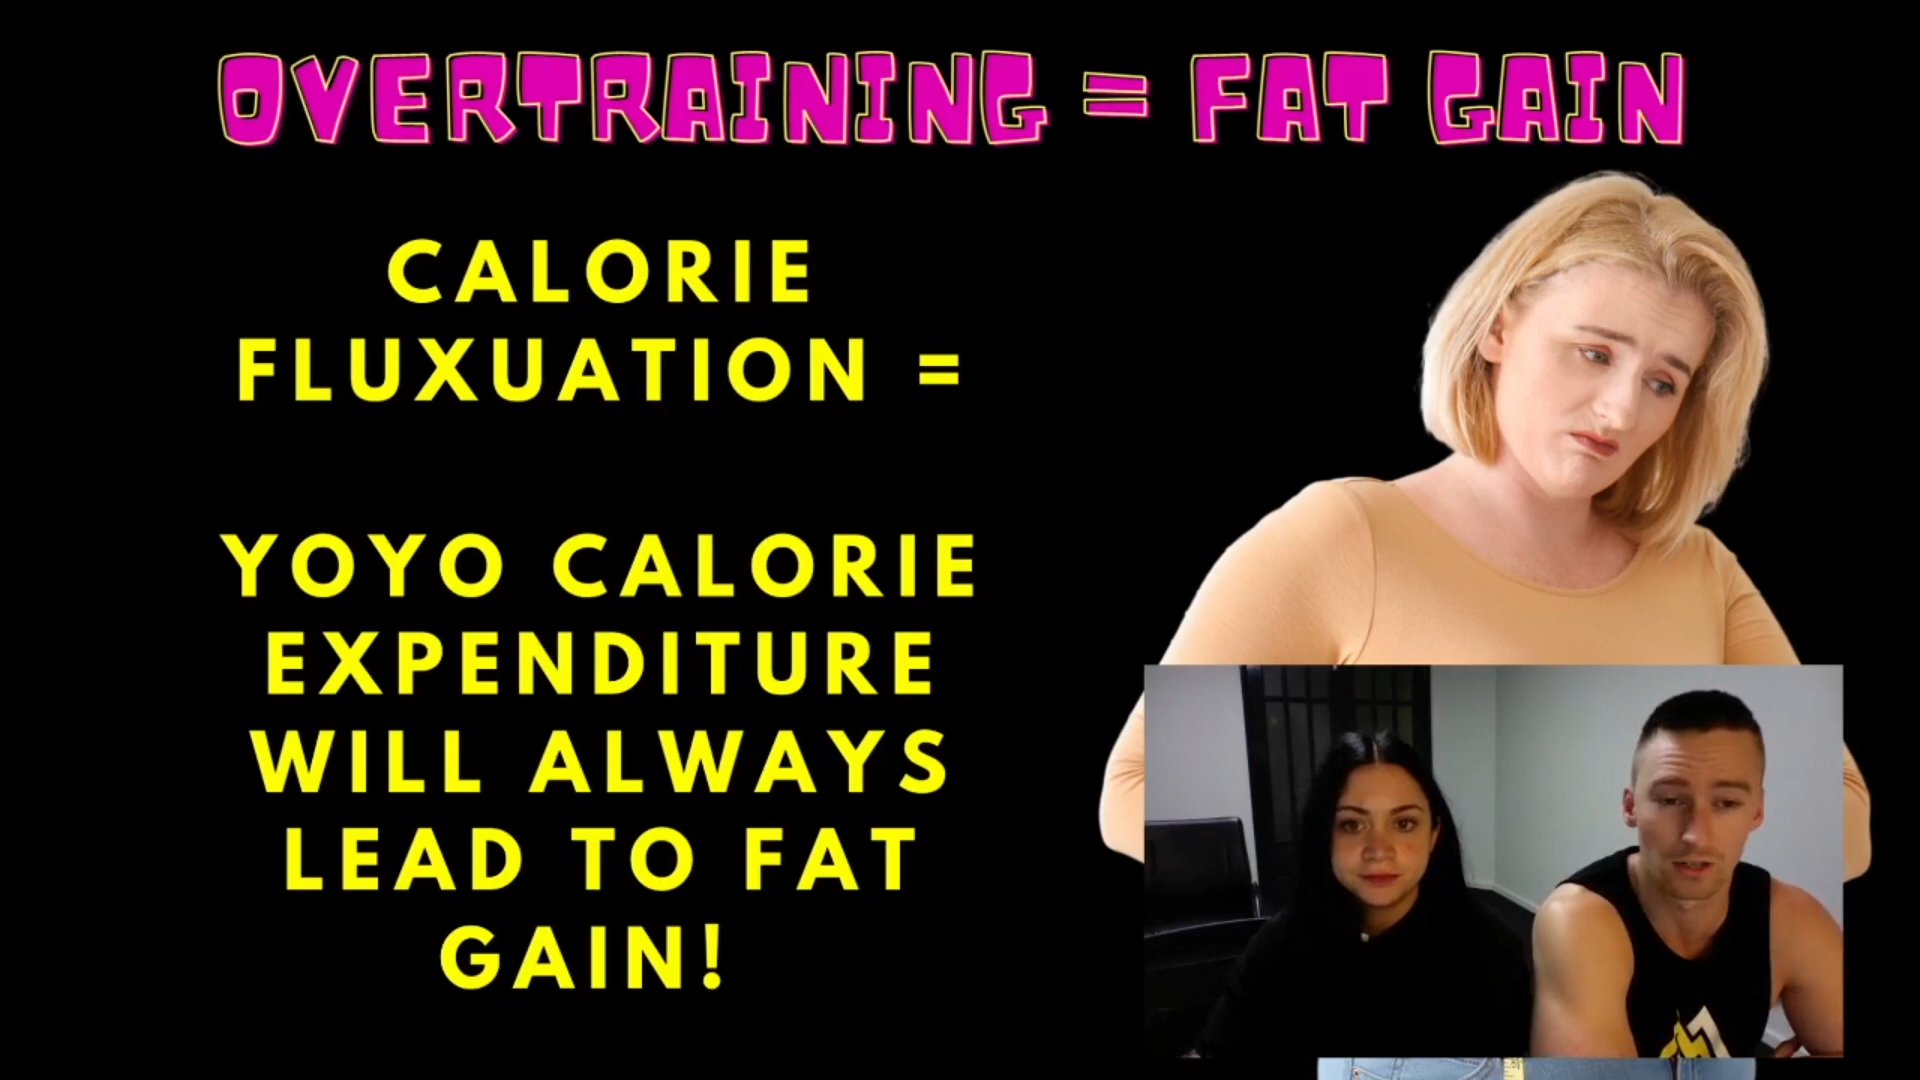 OVERTRAINING = FAT GAIN
CALORIE
FLUXUATION =
YOYO CALORIE
EXPENDITURE
WILL ALWAYS
LEAD TO FAT
GAIN!